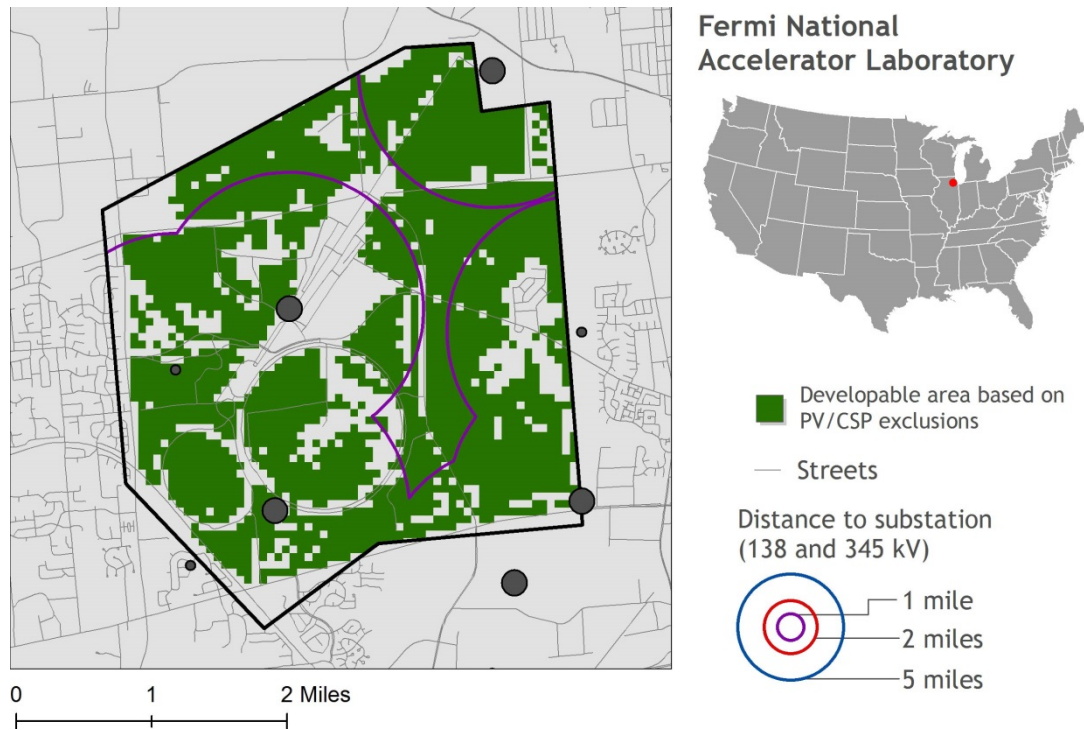 Fermi National
Accelerator Laboratory
Developable area based on
PV/CSP exclusions
Streets
Distance to substation
(138 and 345 kV)
1 mile
2 miles
5 miles
0 1 2 Miles